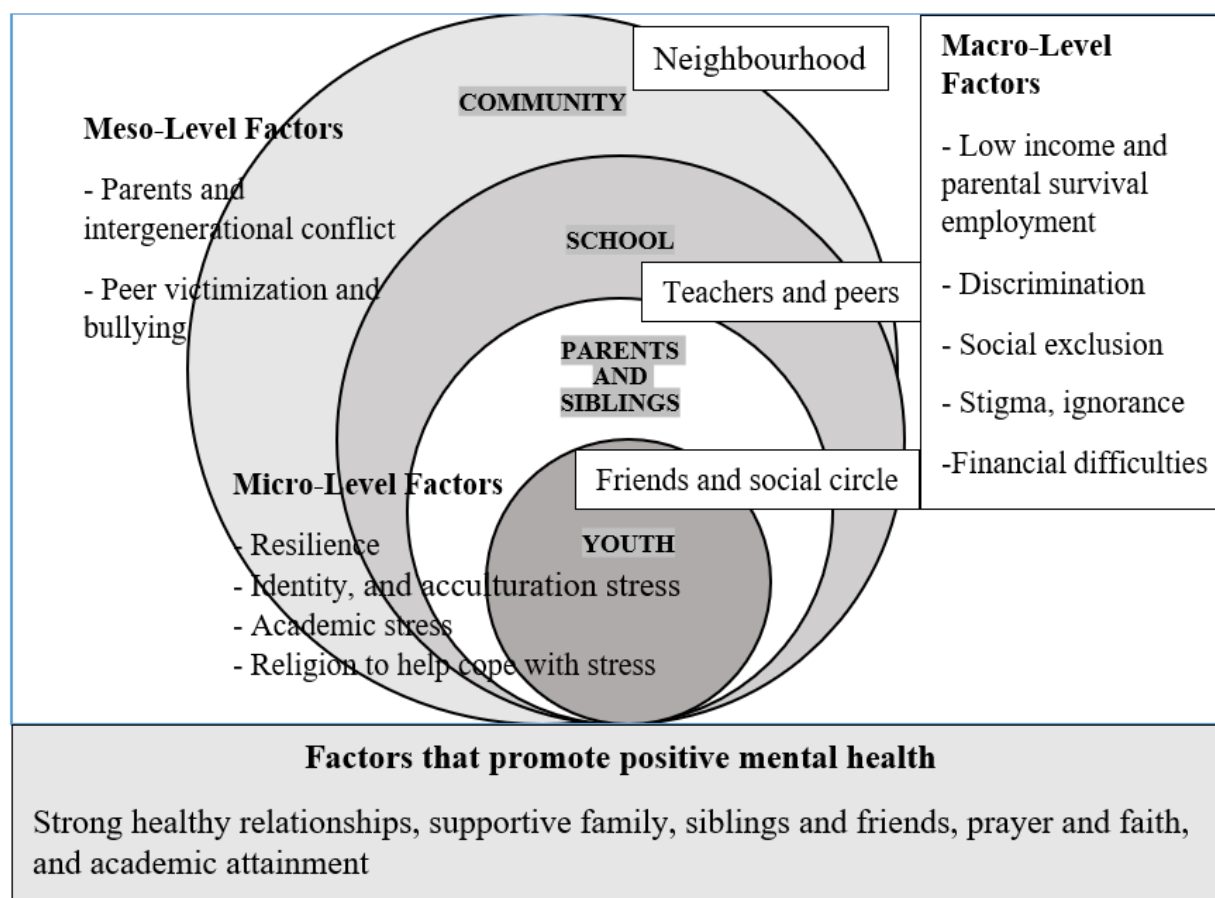 Neighbourhood
COMMUNITY
Meso-Level Factors
- Parents and
intergenerational conflict
- Peer victimization and
bullying
SCHOOL
Teachers and peers
PARENTS
AND
SIBLINGS
Micro-Level Factors
- Resilience
- Identity, and acculturation stress
- Academic stress
- Religion to help cope with stress
Friends and social circle
YOUTH
Macro-Level
Factors
- Low income and
parental survival
employment
- Discrimination
- Social exclusion
- Stigma, ignorance
-Financial difficulties
Factors that promote positive mental health
Strong healthy relationships, supportive family, siblings and friends, prayer and faith,
and academic attainment